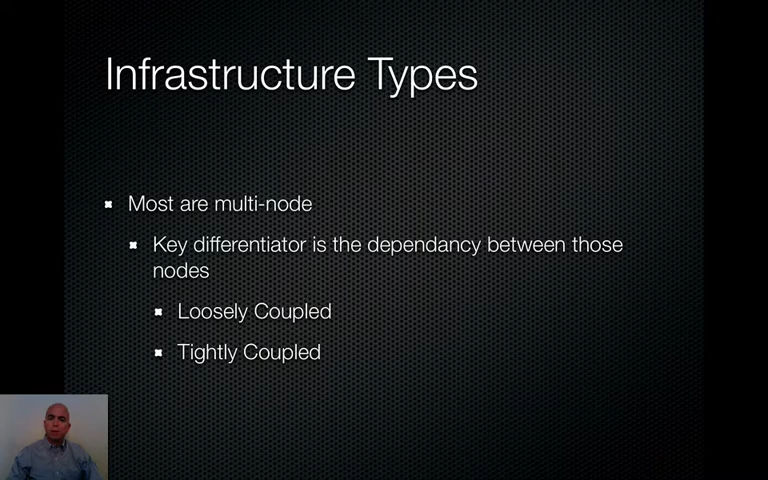 Infrastructure Types
Most are multi-node
Key differentiator is the dependancy between those
nodes
Loosely Coupled
Tightly Coupled